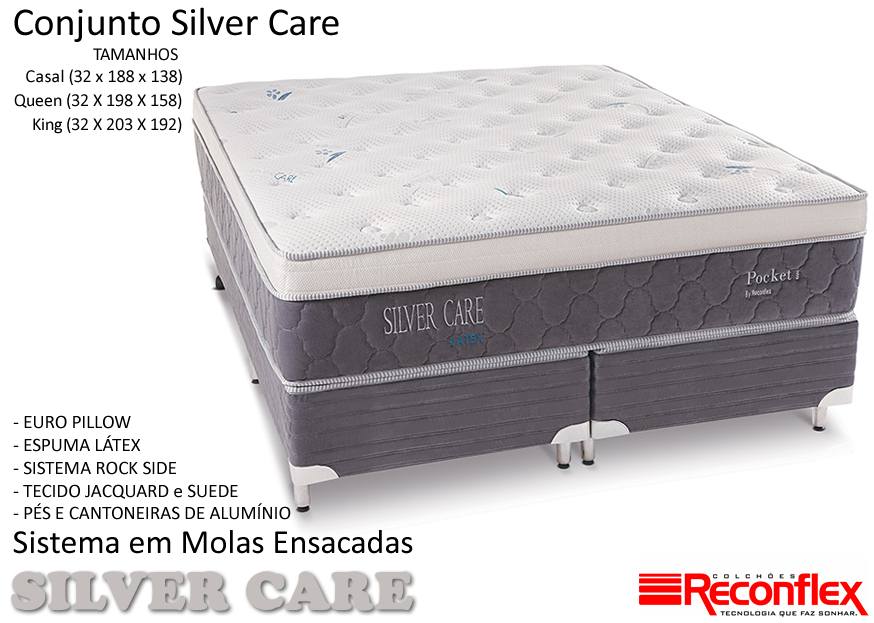 Conjunto Silver Care
TAMANHOS
Casal (32 x 188 x 138)
Queen (32 X 198 X 158)
King (32 X 203 X 192)
CARE
SILVER CARE
LATEX
Pocket
By Reconflex
- EURO PILLOW
- ESPUMA LÁTEX
- SISTEMA ROCK SIDE
- TECIDO JACQUARD e SUEDE
- PÉS E CANTONEIRAS DE ALUMÍNIO
Sistema em Molas Ensacadas
SILVER CARE
COLCHÕES
RECONFLEX
TECNOLOGIA QUE FAZ SONHAR.